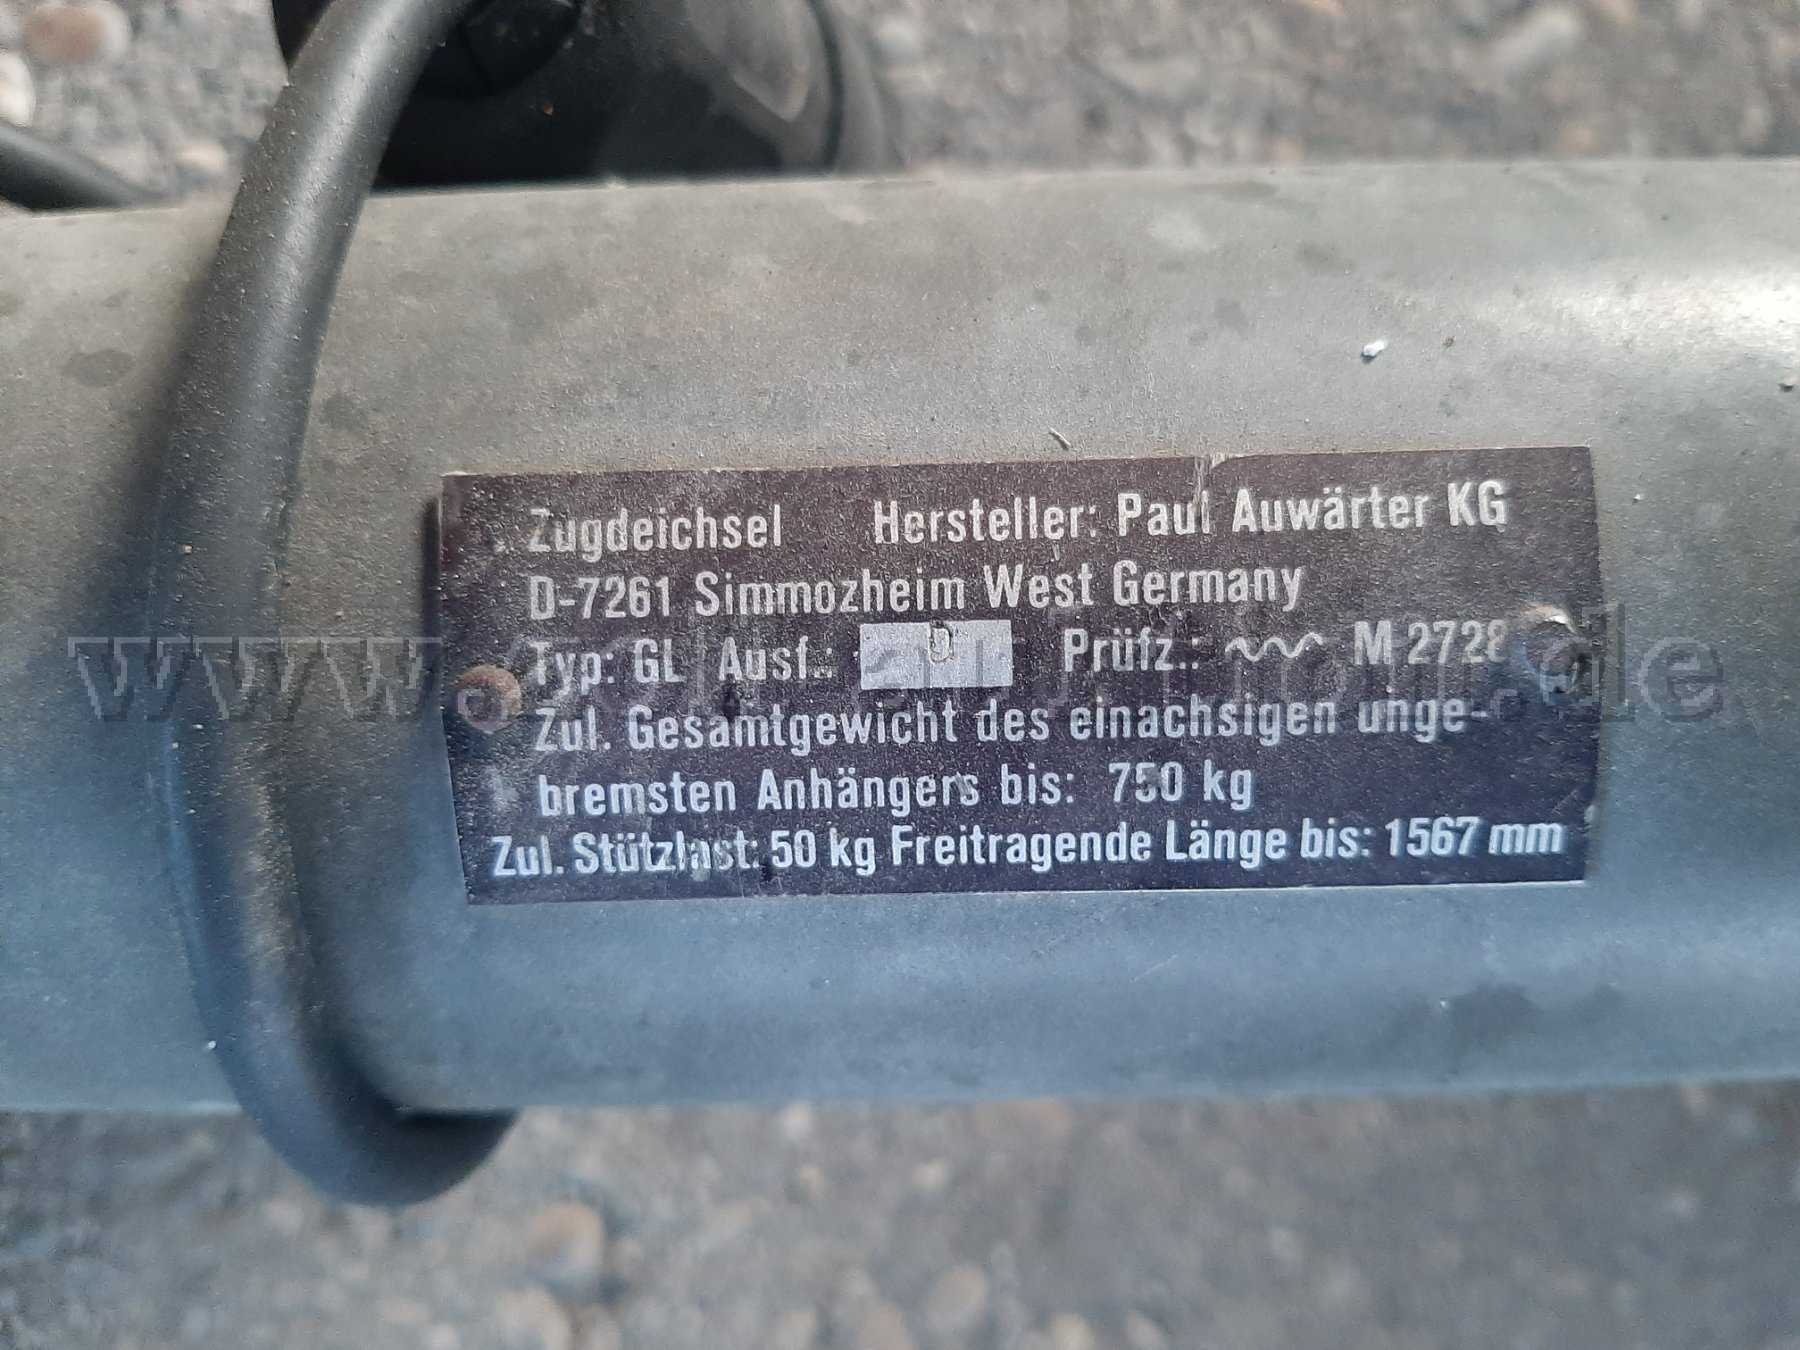 Zugdeichsel Hersteller: Paul Auwärter KG
D-7261 Simmozheim West Germany
Typ: GL Ausf.: D Prüfz.: M 2728
Zul. Gesamtgewicht des einachsigen unge-
bremsten Anhängers bis: 750 kg
Zul. Stützlast: 50 kg Freitragende Länge bis: 1567 mm